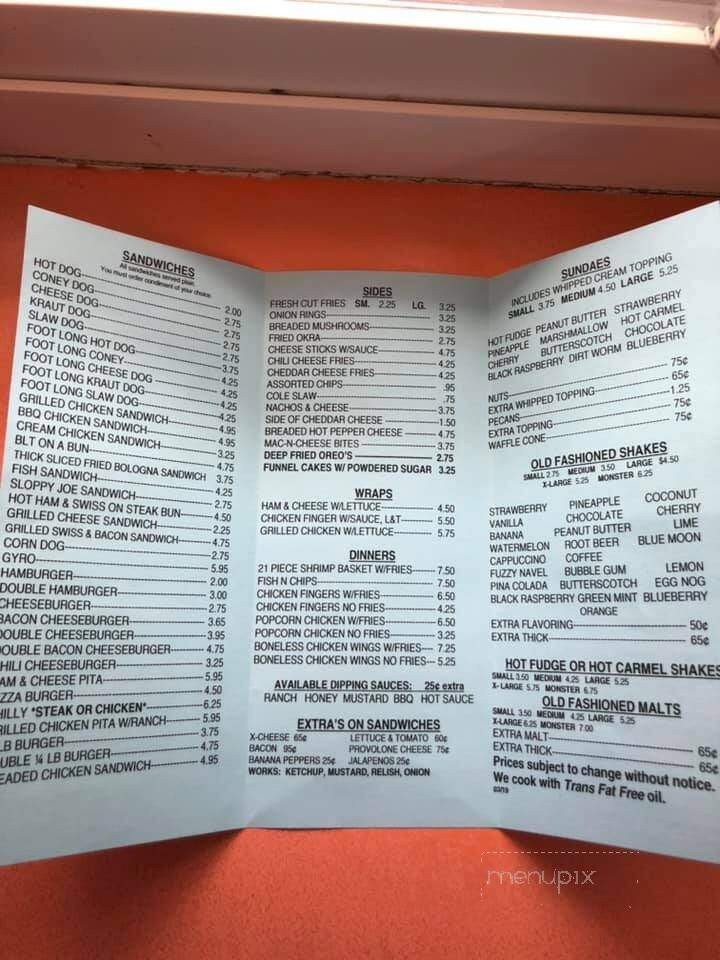 SANDWICHES
All sandwiches served plain
You must order condiment of your choice.
HOT DOG 2.00
CONEY DOG 2.75
CHEESE DOG 2.75
KRAUT DOG 2.75
SLAW DOG 2.75
FOOT LONG HOT DOG 3.75
FOOT LONG CONEY 4.25
FOOT LONG CHEESE DOG 4.25
FOOT LONG KRAUT DOG 4.25
FOOT LONG SLAW DOG 4.25
GRILLED CHICKEN SANDWICH 4.95
BBQ CHICKEN SANDWICH 4.95
CREAM CHICKEN SANDWICH 3.25
BLT ON A BUN 4.75
THICK SLICED FRIED BOLOGNA SANDWICH 3.75
FISH SANDWICH 4.25
SLOPPY JOE SANDWICH 2.75
HOT HAM & SWISS ON STEAK BUN 4.50
GRILLED CHEESE SANDWICH 2.25
GRILLED SWISS & BACON SANDWICH 4.75
CORN DOG 2.75
GYRO 5.95
HAMBURGER 2.00
DOUBLE HAMBURGER 3.00
CHEESEBURGER 2.75
BACON CHEESEBURGER 3.65
DOUBLE CHEESEBURGER 3.95
DOUBLE BACON CHEESEBURGER 4.75
CHILI CHEESEBURGER 3.25
AM & CHEESE PITA 5.95
ZZA BURGER 4.50
HILLY *STEAK OR CHICKEN* 6.25
RILLED CHICKEN PITA W/RANCH 5.95
LB BURGER 3.75
UBLE ¼ LB BURGER 4.75
EADED CHICKEN SANDWICH 4.95
SIDES
FRESH CUT FRIES SM. 2.25 LG. 3.25
ONION RINGS 3.25
BREADED MUSHROOMS 3.25
FRIED OKRA 2.75
CHEESE STICKS W/SAUCE 4.75
CHILI CHEESE FRIES 4.25
CHEDDAR CHEESE FRIES 4.25
ASSORTED CHIPS .95
COLE SLAW .75
NACHOS & CHEESE 3.75
SIDE OF CHEDDAR CHEESE 1.50
BREADED HOT PEPPER CHEESE 4.75
MAC-N-CHEESE BITES 3.75
DEEP FRIED OREO'S 2.75
FUNNEL CAKES W/ POWDERED SUGAR 3.25
WRAPS
HAM & CHEESE W/LETTUCE 4.50
CHICKEN FINGER W/SAUCE, L&T 5.50
GRILLED CHICKEN W/LETTUCE 5.75
DINNERS
21 PIECE SHRIMP BASKET W/FRIES 7.50
FISH N CHIPS 7.50
CHICKEN FINGERS W/FRIES 6.50
CHICKEN FINGERS NO FRIES 4.25
POPCORN CHICKEN W/FRIES 6.50
POPCORN CHICKEN NO FRIES 3.25
BONELESS CHICKEN WINGS W/FRIES 7.25
BONELESS CHICKEN WINGS NO FRIES 5.25
AVAILABLE DIPPING SAUCES: 25¢ extra
RANCH HONEY MUSTARD BBQ HOT SAUCE
EXTRA'S ON SANDWICHES
X-CHEESE 65¢ LETTUCE & TOMATO 60¢
BACON 95¢ PROVOLONE CHEESE 75¢
BANANA PEPPERS 25¢ JALAPENOS 25¢
WORKS: KETCHUP, MUSTARD, RELISH, ONION
SUNDAES
INCLUDES WHIPPED CREAM TOPPING
SMALL 3.75 MEDIUM 4.50 LARGE 5.25
HOT FUDGE PEANUT BUTTER STRAWBERRY
PINEAPPLE MARSHMALLOW HOT CARMEL
CHERRY BUTTERSCOTCH CHOCOLATE
BLACK RASPBERRY DIRT WORM BLUEBERRY
NUTS 75¢
EXTRA WHIPPED TOPPING 65¢
PECANS 1.25
EXTRA TOPPING 75¢
WAFFLE CONE 75¢
OLD FASHIONED SHAKES
SMALL 2.75 MEDIUM 3.50 LARGE $4.50
X-LARGE 5.25 MONSTER 6.25
STRAWBERRY PINEAPPLE COCONUT
VANILLA CHOCOLATE CHERRY
BANANA PEANUT BUTTER LIME
WATERMELON ROOT BEER BLUE MOON
CAPPUCCINO COFFEE
FUZZY NAVEL BUBBLE GUM LEMON
PINA COLADA BUTTERSCOTCH EGG NOG
BLACK RASPBERRY GREEN MINT BLUEBERRY
ORANGE
EXTRA FLAVORING 50¢
EXTRA THICK 65¢
HOT FUDGE OR HOT CARMEL SHAKES
SMALL 3.50 MEDIUM 4.25 LARGE 5.25
X- LARGE 5.75 MONSTER 6.75
OLD FASHIONED MALTS
SMALL 3.50 MEDIUM 4.25 LARGE 5.25
X-LARGE 6.25 MONSTER 7.00
EXTRA MALT 65¢
EXTRA THICK 65¢
Prices subject to change without notice.
We cook with Trans Fat Free oil.
03/19
menupix